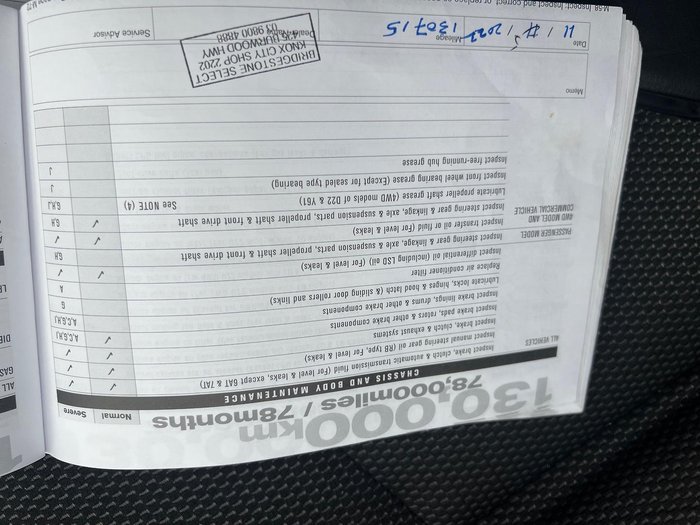 130,000km
78,000miles / 78months
CHASSIS AND BODY MAINTENANCE
Normal Severe
ALL VEHICLES
Inspect brake, clutch & automatic transmission fluid (For level & leaks, except 6AT & 7AT) ✓ ✓
Inspect manual steering gear oil (RB type, For level & leaks) ✓ ✓
Inspect brake, clutch & exhaust systems ✓ ✓
Inspect brake pads, rotors & other brake components A,C,G,H,I
Inspect brake linings, drums & other brake components A,C,G,H,I
Lubricate locks, hinges & hood latch (& sliding door rollers and links) G
Replace air conditioner filter A
PASSENGER MODEL
Inspect differential oil (including LSD oil) (For level & leaks) ✓ ✓
Inspect steering gear & linkage, axle & suspension parts, propeller shaft & front drive shaft G,H
4WD MODEL AND
COMMERCIAL VEHICLE
Inspect transfer oil or fluid (For level & leaks) ✓ ✓
Inspect steering gear & linkage, axle & suspension parts, propeller shaft & front drive shaft ✓ G,H
Lubricate propeller shaft grease (4WD models of D22 & Y61) See NOTE (4) G,H,I
Inspect front wheel bearing grease (Except for sealed type bearing) J
Inspect free-running hub grease J
Memo
Date 11 / 5 / 2022
Mileage 130715
Service Advisor
BRIDGESTONE SELECT
KNOX CITY SHOP 2202
425 BURWOOD HWY
03 9800 4888